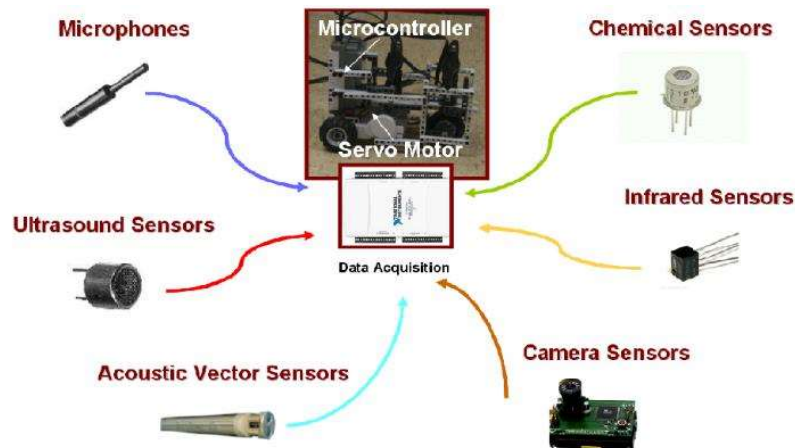 Microphones
Microcontroller
Chemical Sensors
Servo Motor
Ultrasound Sensors
Infrared Sensors
Data Acquisition
Acoustic Vector Sensors
Camera Sensors